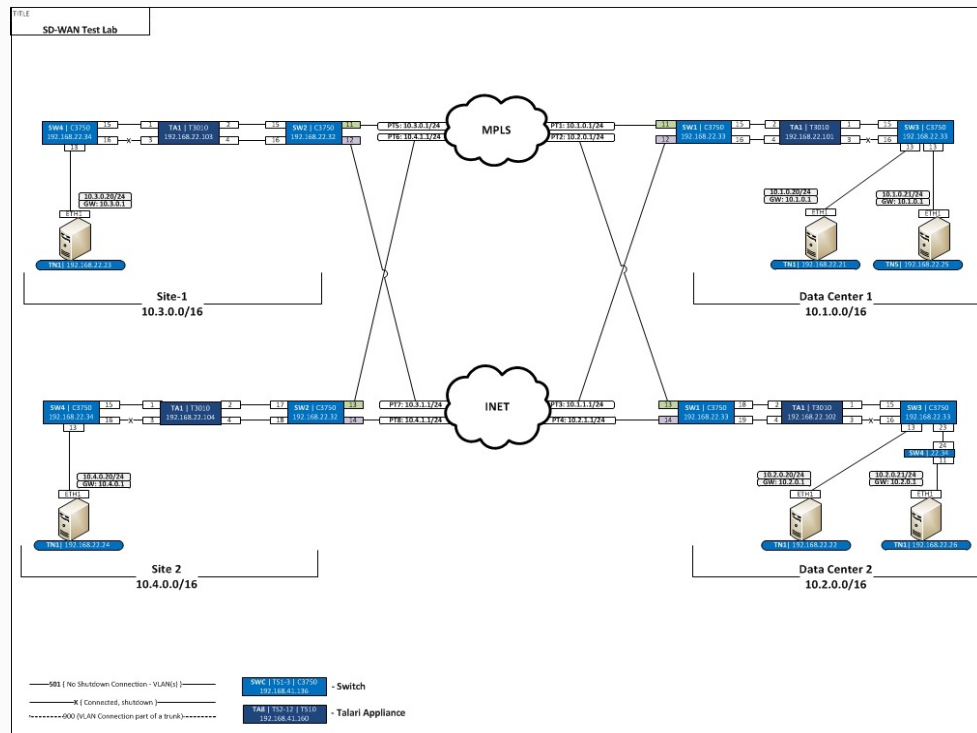 TITLE
SD-WAN Test Lab
SW4 | C3750
192.168.22.34
15
16
13
1
3
TA1 | T3010
192.168.22.103
2
4
SW2 | C3750
192.168.22.32
11
12
X
PT5: 10.3.0.1/24
PT6: 10.4.1.1/24
MPLS
PT1: 10.1.0.1/24
PT2: 10.2.0.1/24
11
12
SW1 | C3750
192.168.22.33
15
16
2
4
TA1 | T3010
192.168.22.101
1
3
X
15
16
SW3 | C3750
192.168.22.33
13
13
10.3.0.20/24
GW: 10.3.0.1
ETH1
TN1| 192.168.22.23
10.1.0.20/24
GW: 10.1.0.1
ETH1
TN1| 192.168.22.21
10.1.0.21/24
GW: 10.1.0.1
ETH1
TN5| 192.168.22.25
Site-1
10.3.0.0/16
Data Center 1
10.1.0.0/16
SW4 | C3750
192.168.22.34
15
13
1
3
X
TA1 | T3010
192.168.22.104
2
4
17
18
SW2 | C3750
192.168.22.32
13
14
PT7: 10.3.1.1/24
PT8: 10.4.1.1/24
INET
PT3: 10.1.1.1/24
PT4: 10.2.1.1/24
13
14
SW1 | C3750
192.168.22.33
18
19
2
4
TA1 | T3010
192.168.22.102
1
3
X
15
16
SW3 | C3750
192.168.22.33
13
23
24
SW4 | 22.34
11
10.4.0.20/24
GW: 10.4.0.1
ETH1
TN1| 192.168.22.24
10.2.0.20/24
GW: 10.2.0.1
ETH1
TN1| 192.168.22.22
10.2.0.21/24
GW: 10.2.0.1
ETH1
TN1| 192.168.22.26
Site 2
10.4.0.0/16
Data Center 2
10.2.0.0/16
501 ( No Shutdown Connection - VLAN(s) )
X ( Connected, shutdown )
900 (VLAN Connection part of a trunk)
SWC | TS1-3 | C3750
192.168.41.136
- Switch
TA8 | TS2-12 | T510
192.168.41.160
- Talari Appliance